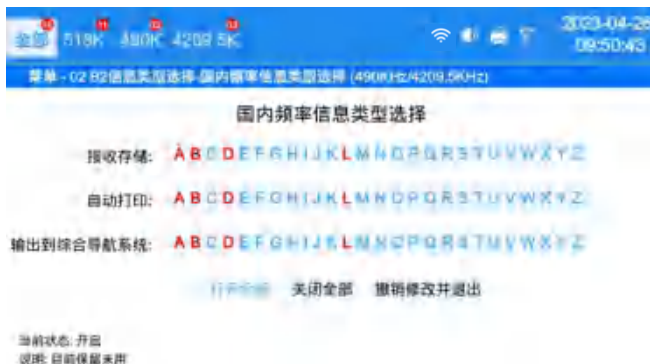 全部 518K 490K 4209.5K
2023-04-26
09:50:43
菜单 - 02 B2信息类型选择-国内频率信息类型选择 (490KHz/4209.5KHz)
国内频率信息类型选择
接收存储: A B C D E F G H I J K L M N O P Q R S T U V W X Y Z
自动打印: A B C D E F G H I J K L M N O P Q R S T U V W X Y Z
输出到综合导航系统: A B C D E F G H I J K L M N O P Q R S T U V W X Y Z
打开全部 关闭全部 撤销修改并退出
当前状态: 开启
说明: 目前保留未用